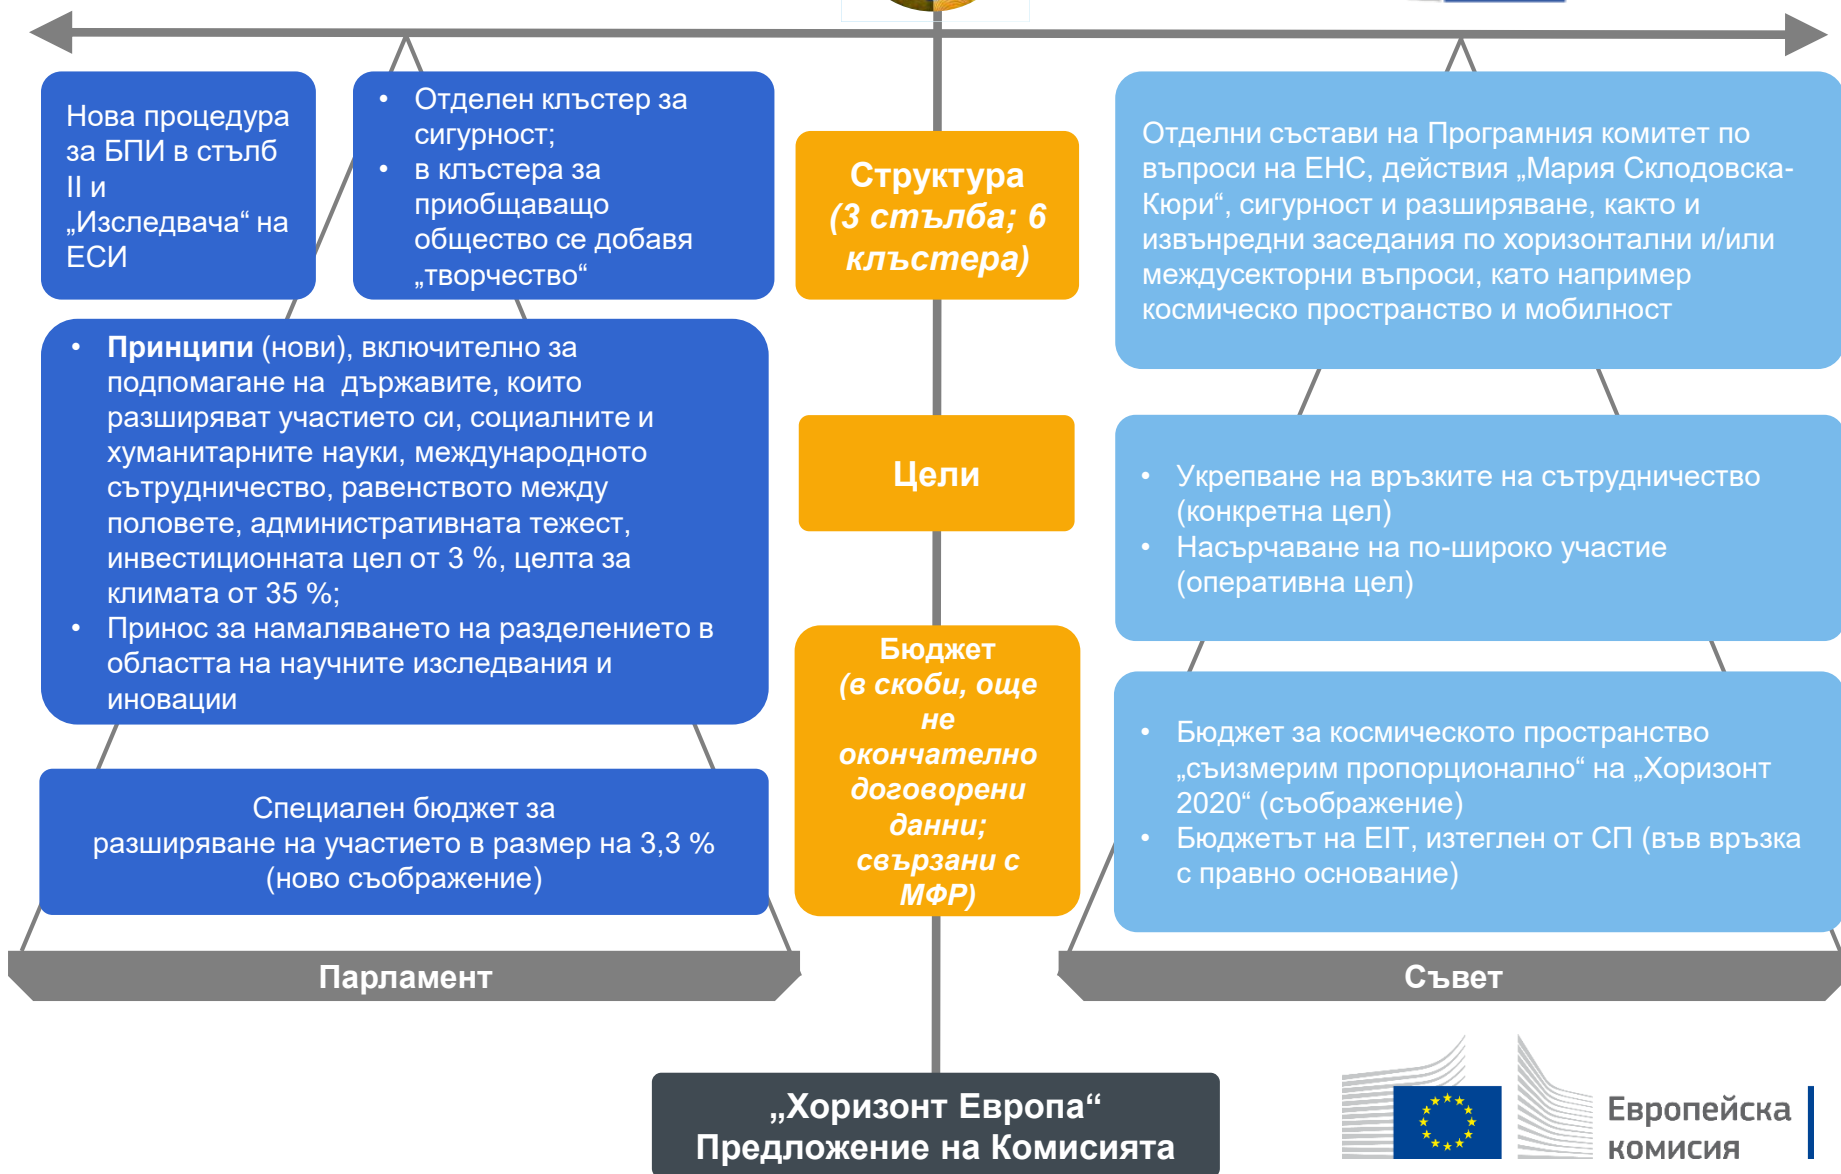 Нова процедура
за БПИ в стълб
II и
„Изследвача“ на
ЕСИ
• Отделен клъстер за
сигурност;
• в клъстера за
приобщаващо
общество се добавя
„творчество“
• Принципи (нови), включително за
подпомагане на държавите, които
разширяват участието си, социалните и
хуманитарните науки, международното
сътрудничество, равенството между
половете, административната тежест,
инвестиционната цел от 3 %, целта за
климата от 35 %;
• Принос за намаляването на разделението в
областта на научните изследвания и
иновации
Специален бюджет за
разширяване на участието в размер на 3,3 %
(ново съображение)
Парламент
Структура
(3 стълба; 6
клъстера)
Цели
Бюджет
(в скоби, още
не
окончателно
договорени
данни;
свързани с
МФР)
Отделни състави на Програмния комитет по
въпроси на ЕНС, действия „Мария Склодовска-
Кюри“, сигурност и разширяване, както и
извънредни заседания по хоризонтални и/или
междусекторни въпроси, като например
космическо пространство и мобилност
• Укрепване на връзките на сътрудничество
(конкретна цел)
• Насърчаване на по-широко участие
(оперативна цел)
• Бюджет за космическото пространство
„съизмерим пропорционално“ на „Хоризонт
2020“ (съображение)
• Бюджетът на EIT, изтеглен от СП (във връзка
с правно основание)
Съвет
„Хоризонт Европа“
Предложение на Комисията
Европейска
комисия